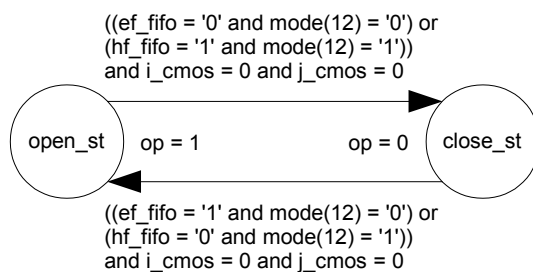 ((ef_fifo = '0' and mode(12) = '0') or
(hf_fifo = '1' and mode(12) = '1'))
and i_cmos = 0 and j_cmos = 0
open_st
op = 1
op = 0
close_st
((ef_fifo = '1' and mode(12) = '0') or
(hf_fifo = '0' and mode(12) = '1'))
and i_cmos = 0 and j_cmos = 0